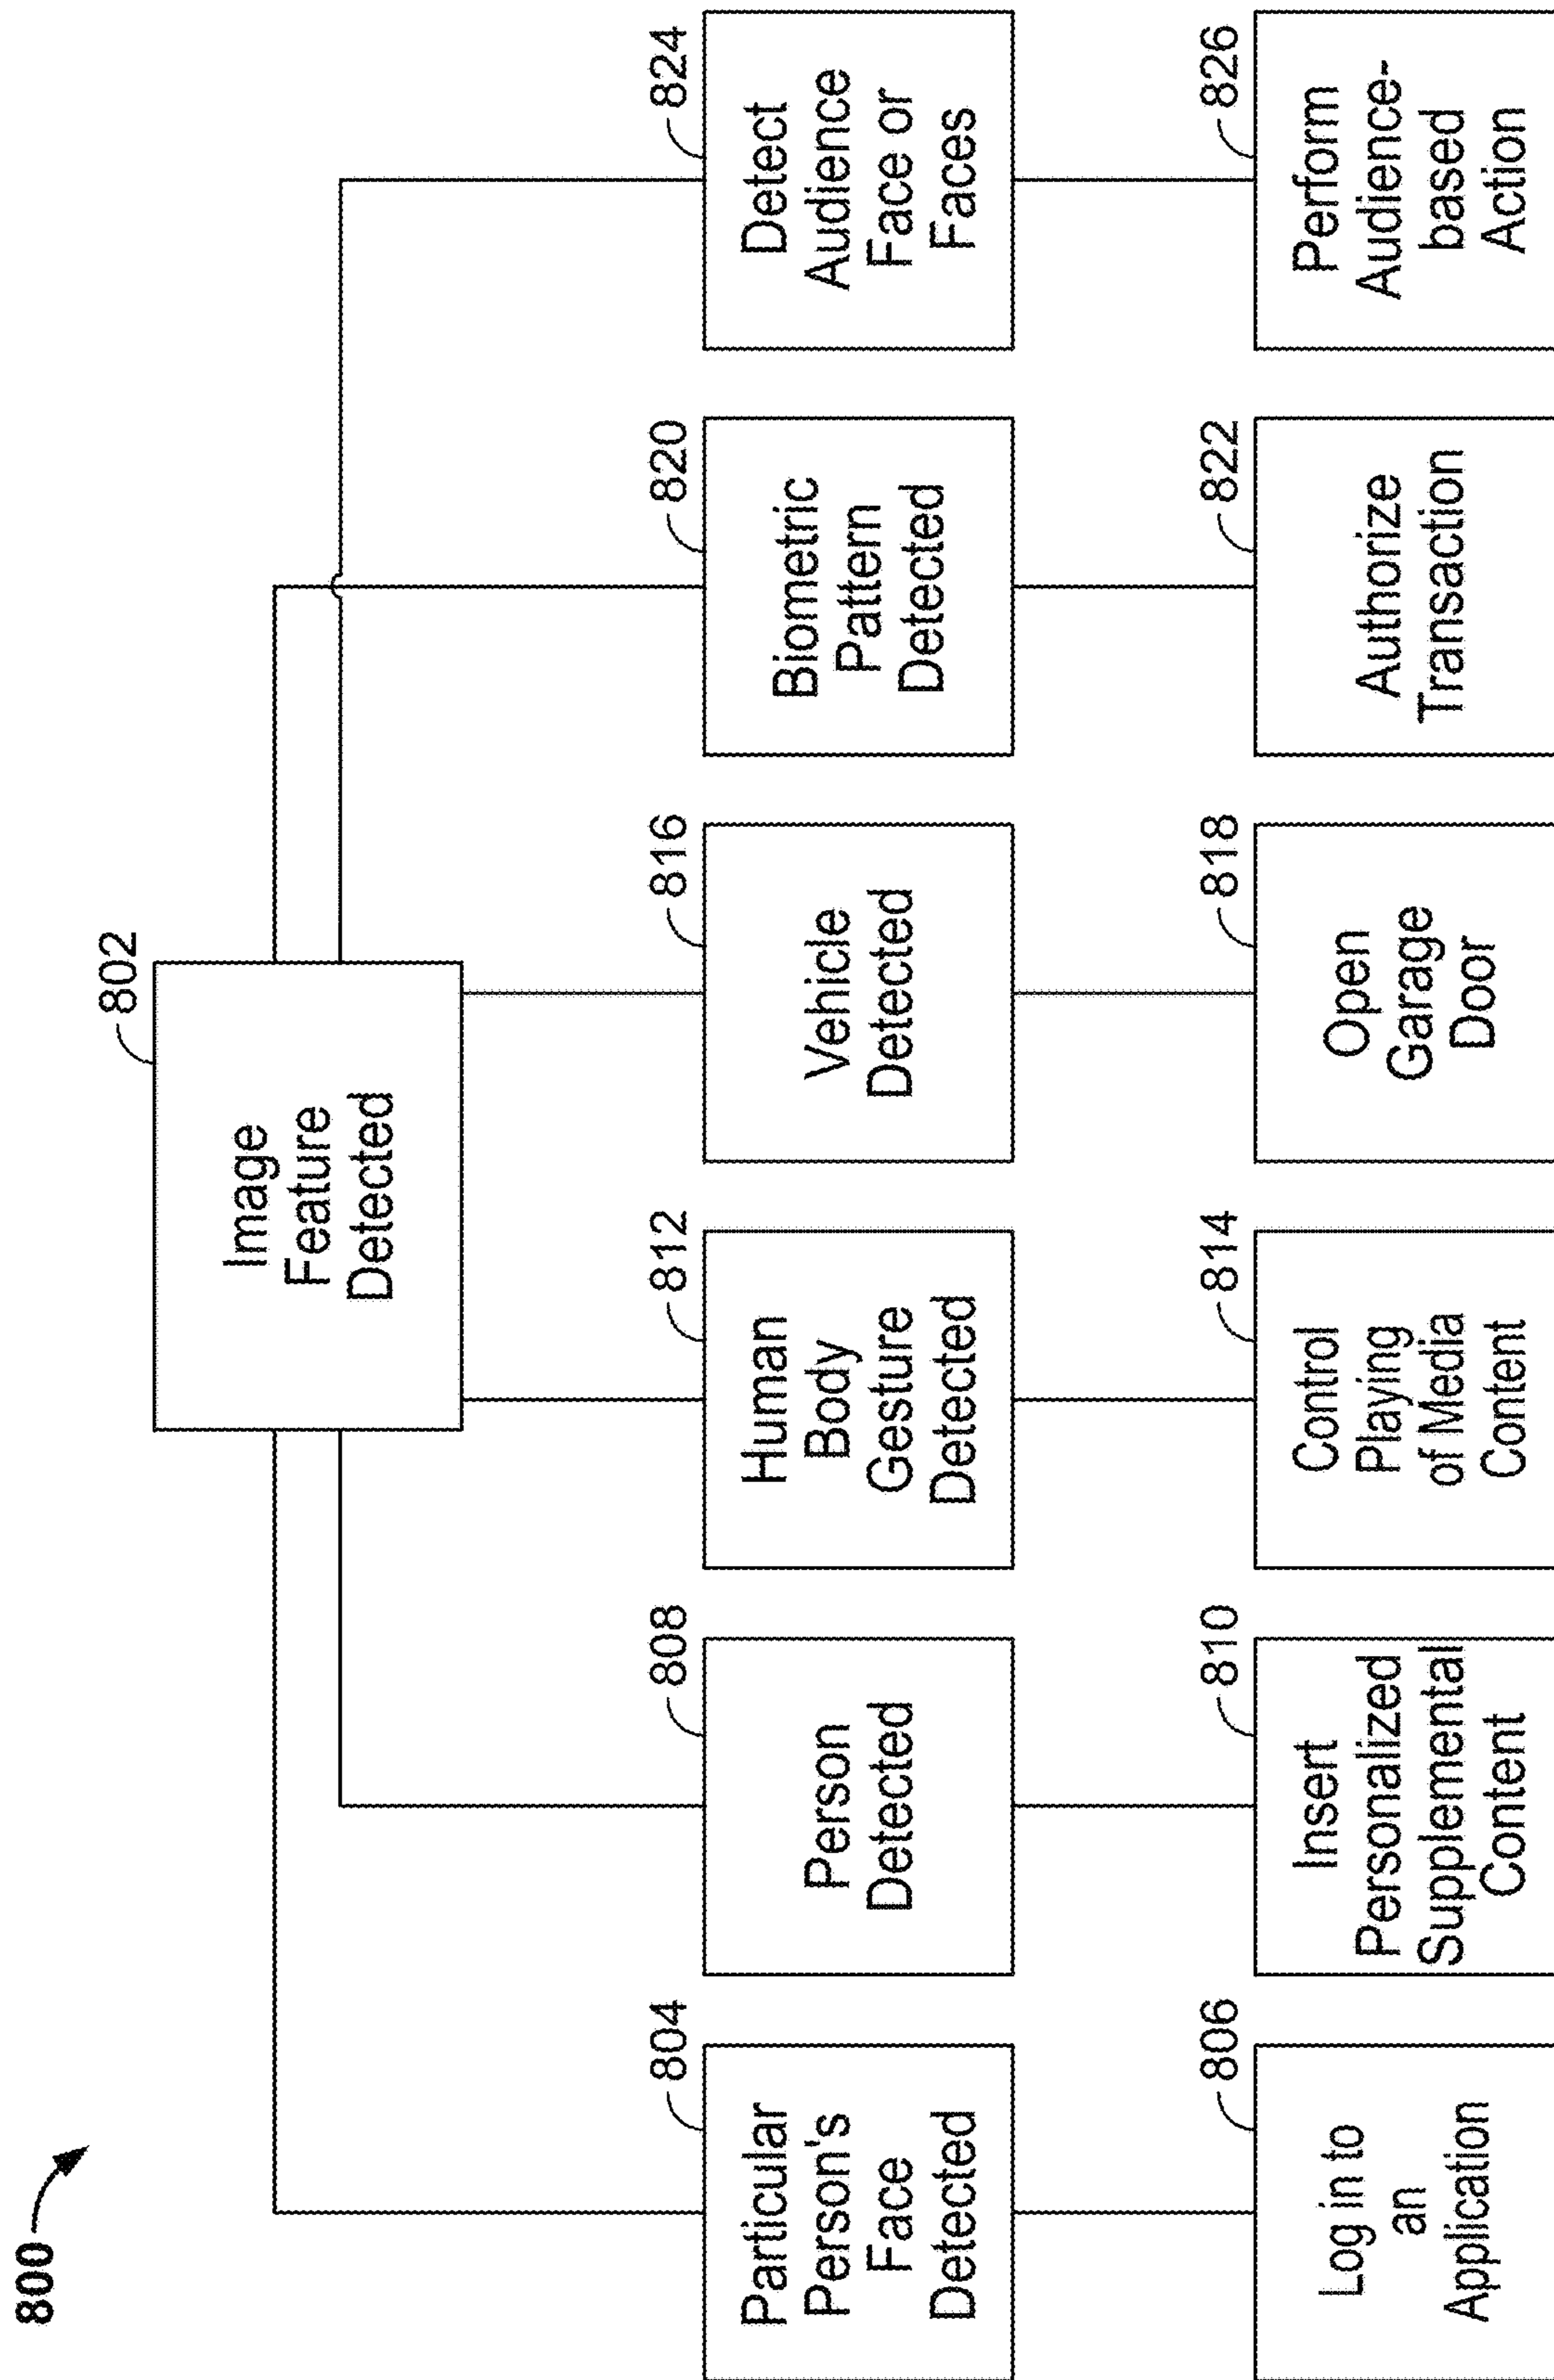 800
802
Image
Feature
Detected
804
Particular
Person's
Face
Detected
808
Person
Detected
812
Human
Body
Gesture
Detected
816
Vehicle
Detected
820
Biometric
Pattern
Detected
824
Detect
Audience
Face or
Faces
806
Log in to
an
Application
810
Insert
Personalized
Supplemental
Content
814
Control
Playing
of Media
Content
818
Open
Garage
Door
822
Authorize
Transaction
826
Perform
Audience-
based
Action